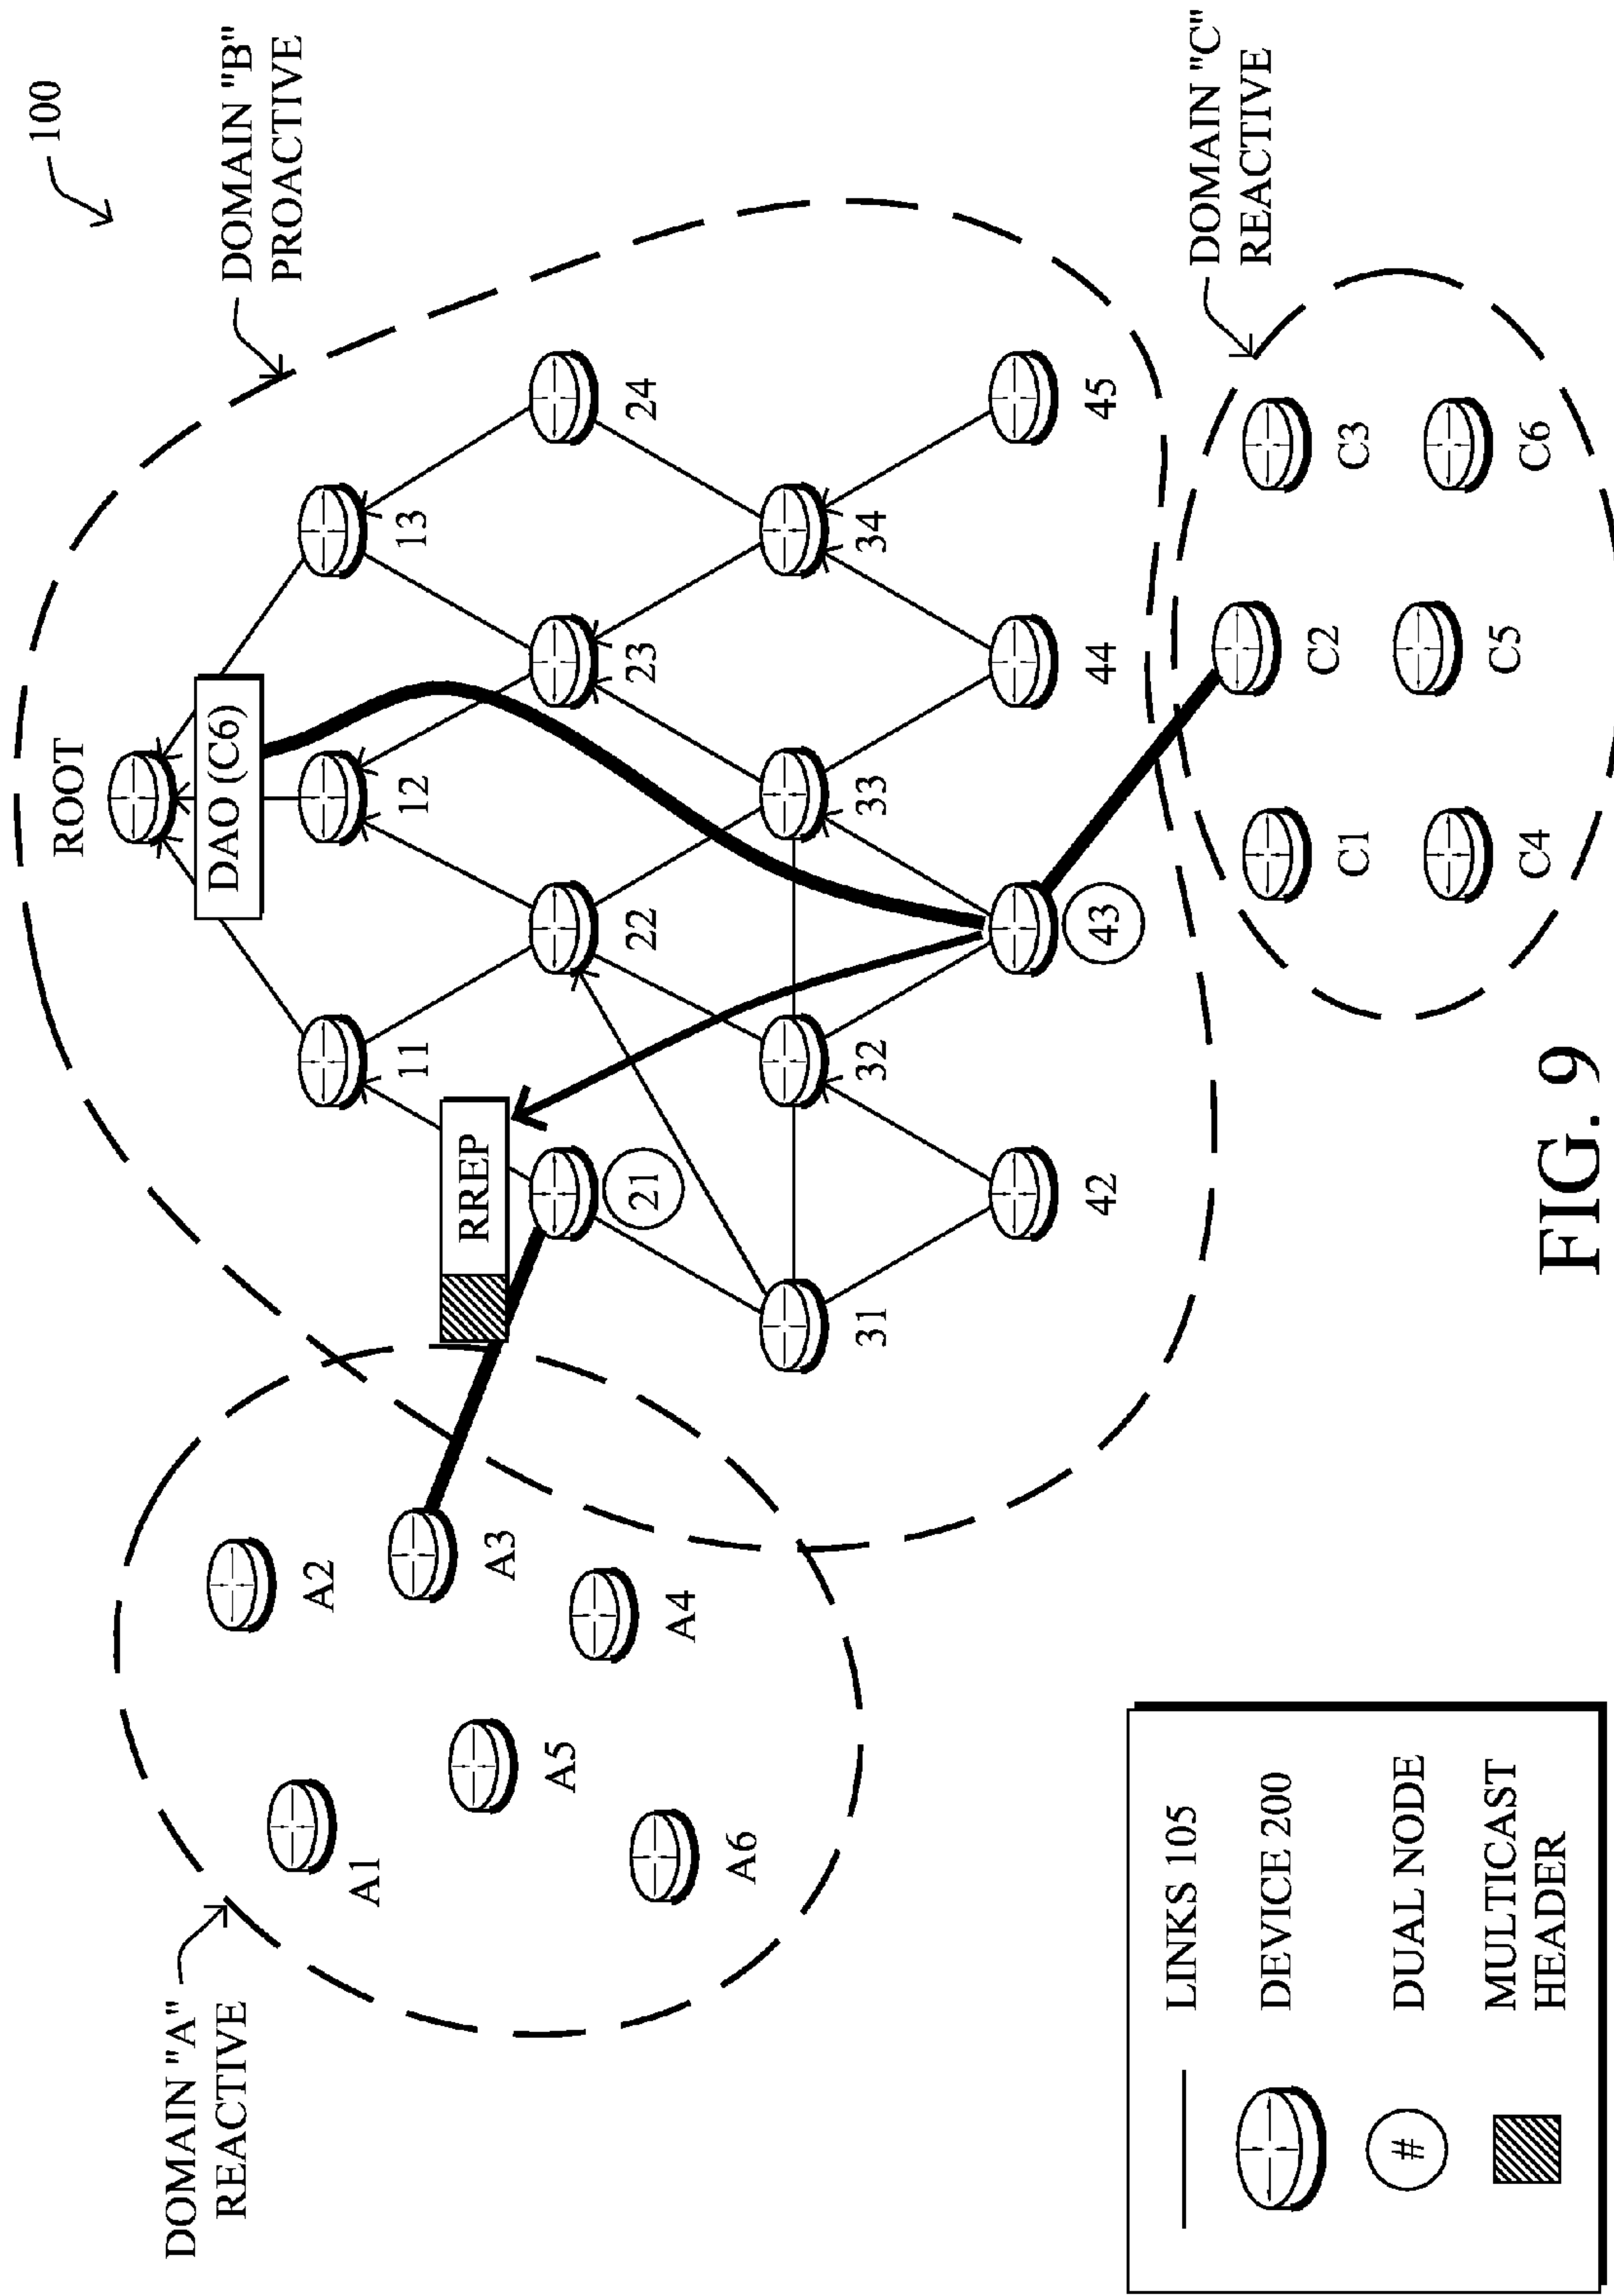 100
DOMAIN "A"
REACTIVE
DOMAIN "B"
PROACTIVE
DOMAIN "C"
REACTIVE
ROOT
DAO (C6)
11
12
13
RREP
21
22
23
24
31
32
33
34
42
43
44
45
A1
A2
A3
A4
A5
A6
C1
C2
C3
C4
C5
C6
LINKS 105
DEVICE 200
#
DUAL NODE
MULTICAST
HEADER
FIG. 9